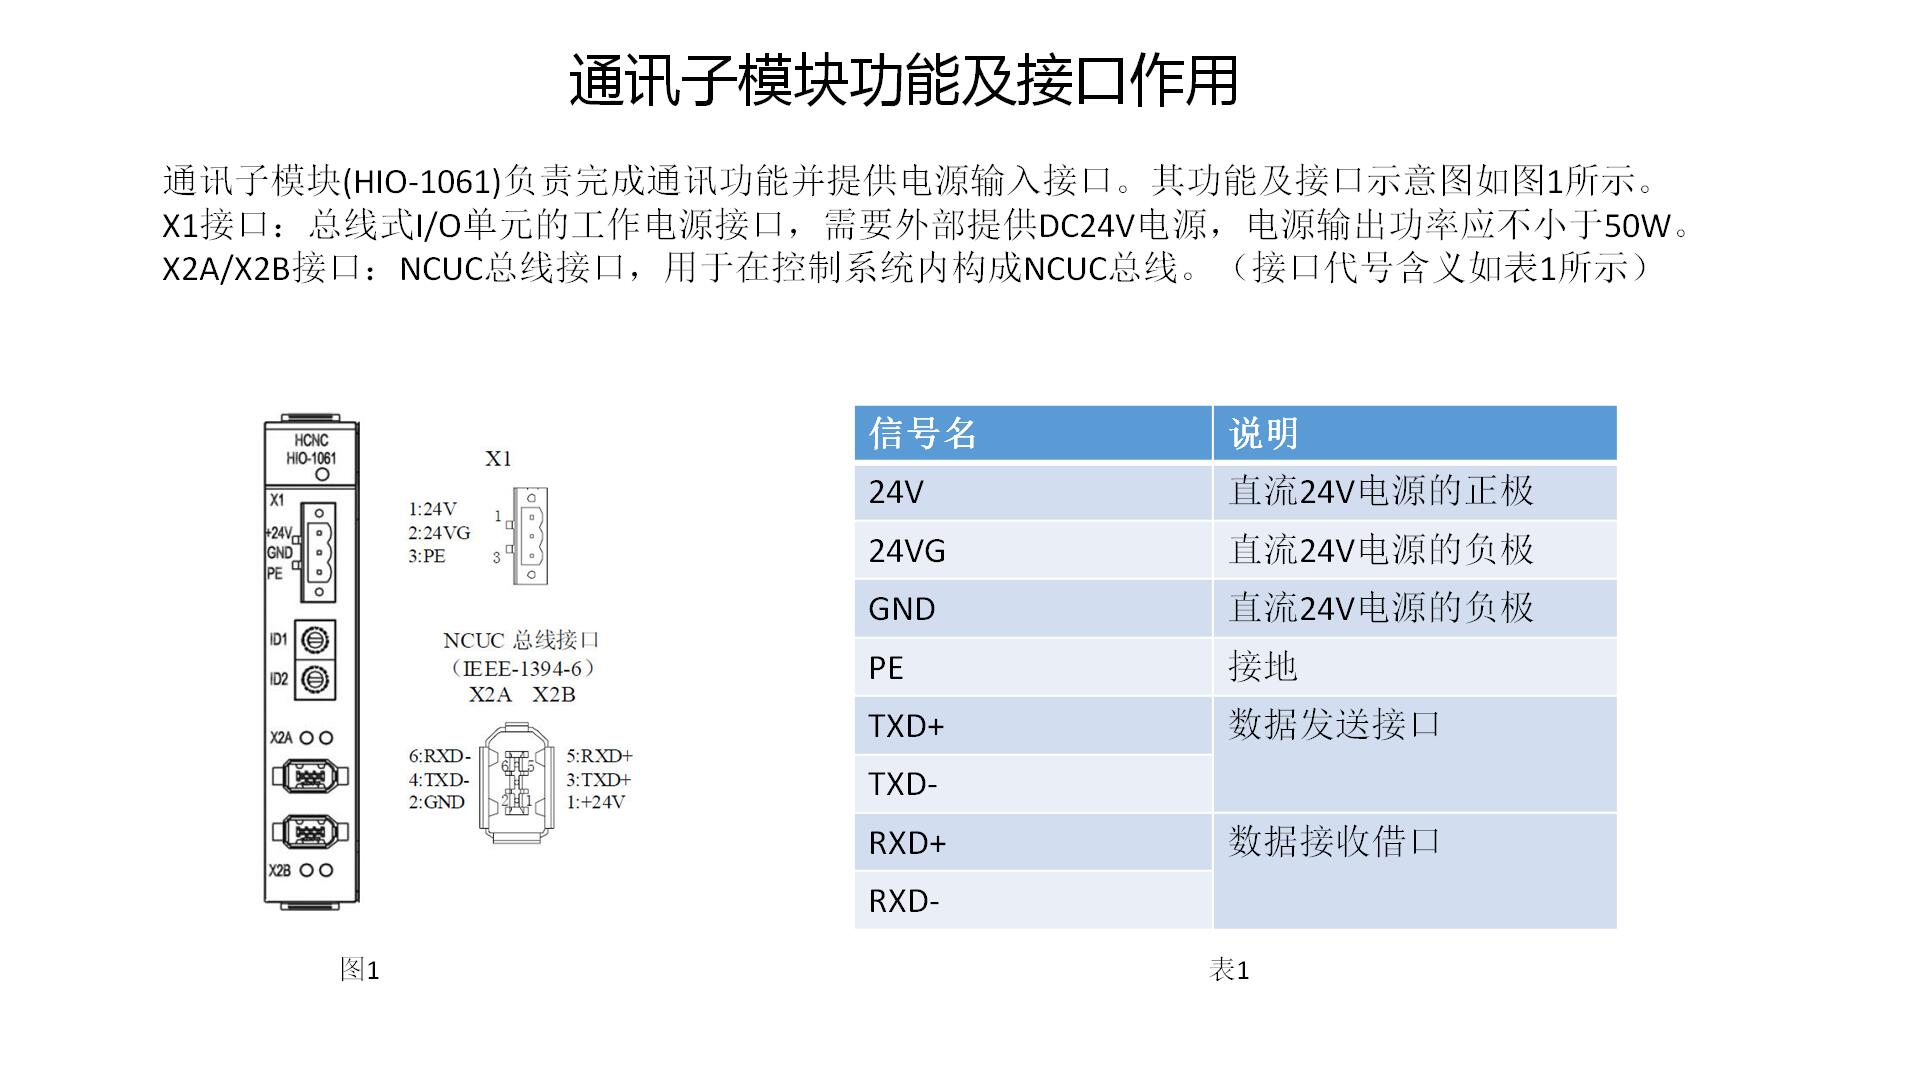 通讯子模块功能及接口作用
通讯子模块(HIO-1061)负责完成通讯功能并提供电源输入接口。其功能及接口示意图如图1所示。
X1接口：总线式I/O单元的工作电源接口，需要外部提供DC24V电源，电源输出功率应不小于50W。
X2A/X2B接口：NCUC总线接口，用于在控制系统内构成NCUC总线。（接口代号含义如表1所示）
HCNC
HIO-1061
X1
+24V
GND
PE
ID1
ID2
X2A
X2B
X1
1:24V
2:24VG
3:PE
1
3
NCUC 总线接口
（IEEE-1394-6）
X2A X2B
6:RXD-
4:TXD-
2:GND
6 5
2 1
5:RXD+
3:TXD+
1:+24V
图1
信号名 说明
24V 直流24V电源的正极
24VG 直流24V电源的负极
GND 直流24V电源的负极
PE 接地
TXD+ 数据发送接口
TXD-
RXD+ 数据接收借口
RXD-
表1